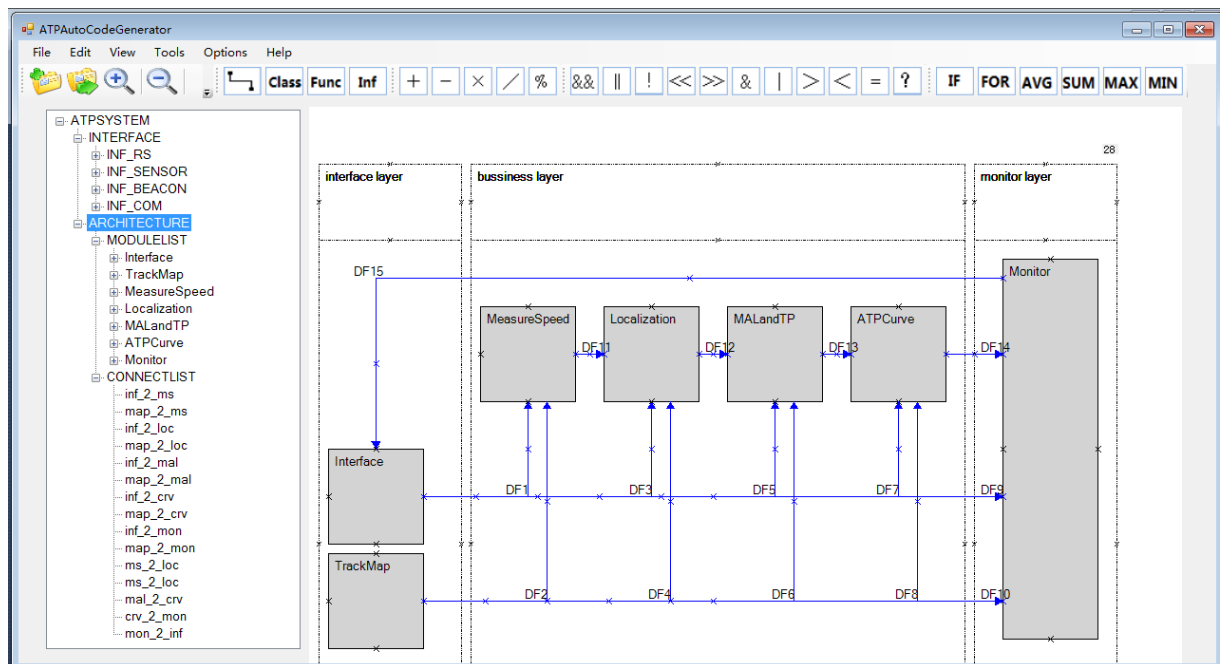 ATPAutoCodeGenerator
File Edit View Tools Options Help
Class Func Inf + - × / % && || ! << >> & | > < = ? IF FOR AVG SUM MAX MIN
ATPSYSTEM
INTERFACE
INF_RS
INF_SENSOR
INF_BEACON
INF_COM
ARCHITECTURE
MODULELIST
Interface
TrackMap
MeasureSpeed
Localization
MALandTP
ATPCurve
Monitor
CONNECTLIST
inf_2_ms
map_2_ms
inf_2_loc
map_2_loc
inf_2_mal
map_2_mal
inf_2_crv
map_2_crv
inf_2_mon
map_2_mon
ms_2_loc
ms_2_loc
mal_2_crv
crv_2_mon
mon_2_inf
28
interface layer bussiness layer monitor layer
DF15 Monitor
MeasureSpeed Localization MALandTP ATPCurve
DF11 DF12 DF13 DF14
Interface
DF1 DF3 DF5 DF7 DF9
TrackMap
DF2 DF4 DF6 DF8 DF10